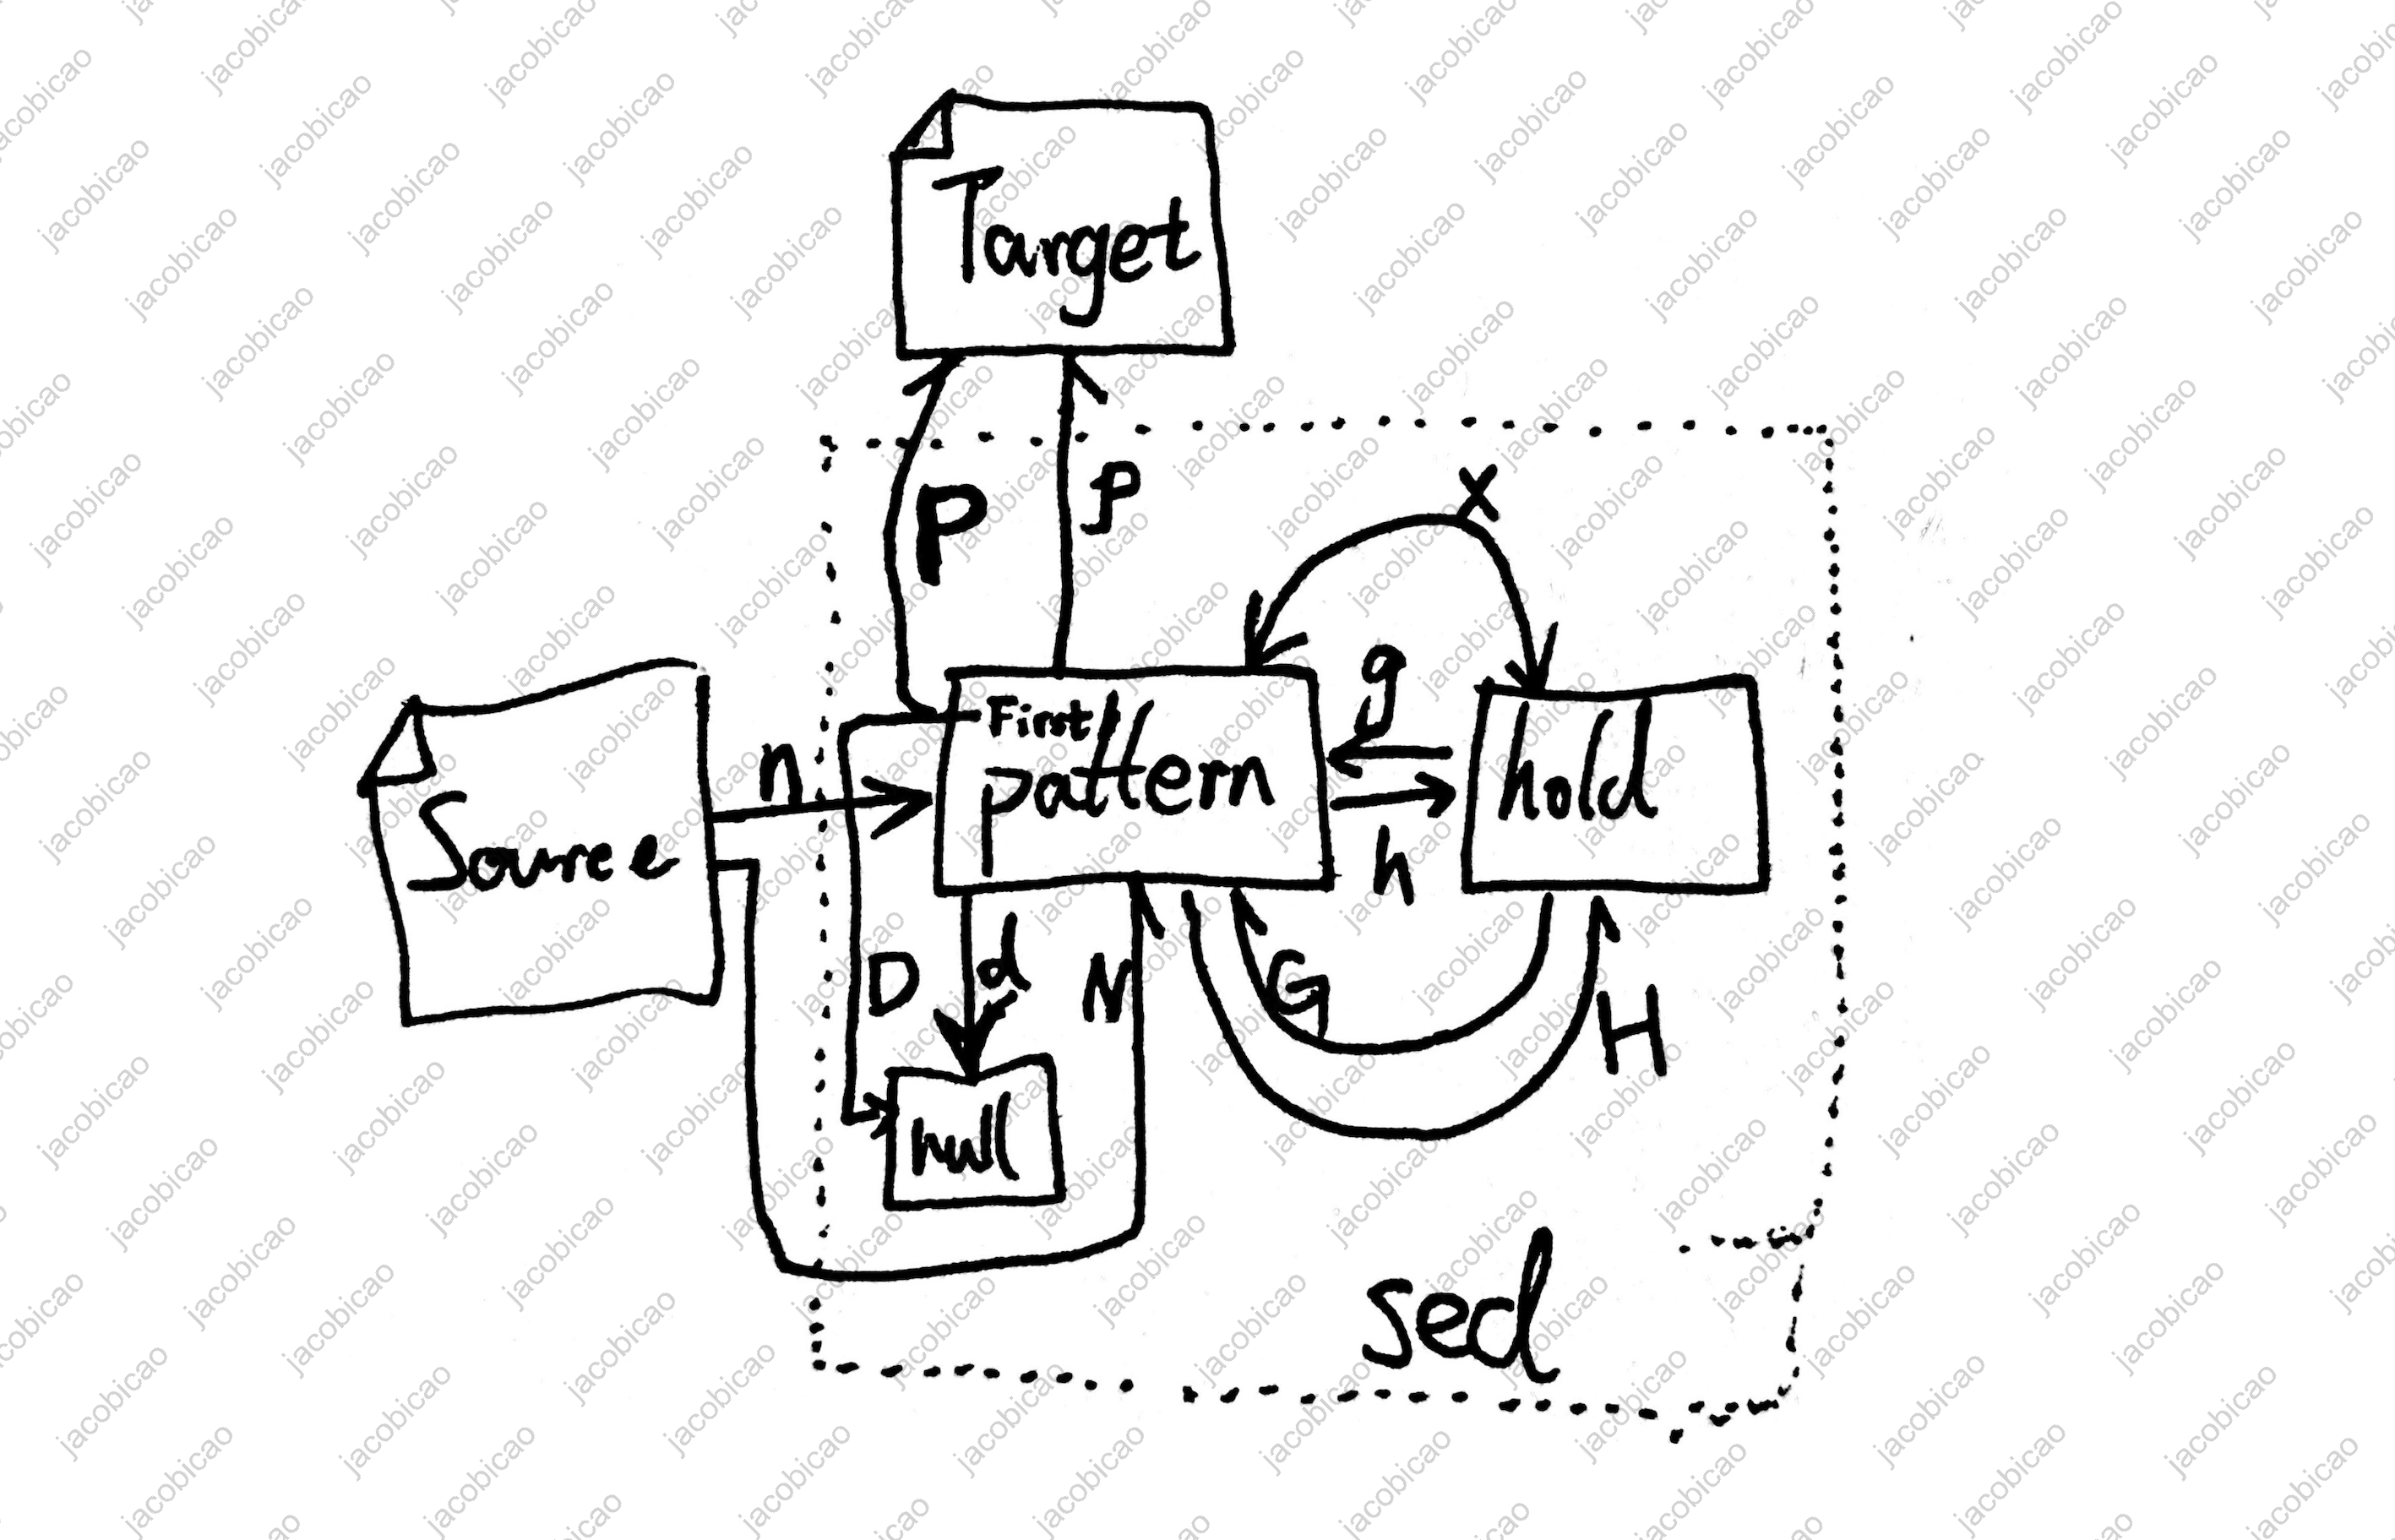 Target
P
p
x
g
First
pattern
hold
n
Source
h
D
d
N
G
H
null
sed
jacobicao